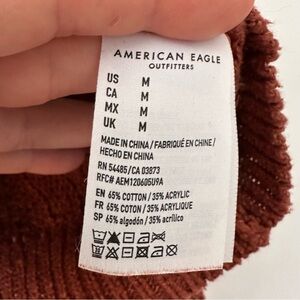 AMERICAN EAGLE
OUTFITTERS
US M
CA M
MX M
UK M
MADE IN CHINA / FABRIQUÉ EN CHINE /
HECHO EN CHINA
RN 54485 / CA 03873
RFC# AEM120605U9A
EN 65% COTTON / 35% ACRYLIC
FR 65% COTON / 35% ACRYLIQUE
SP 65% algodón / 35% acrílico